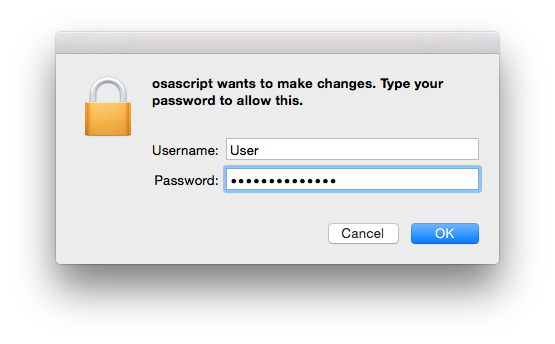 osascript wants to make changes. Type your
password to allow this.
Username: User
Password: ••••••••••••••
Cancel OK